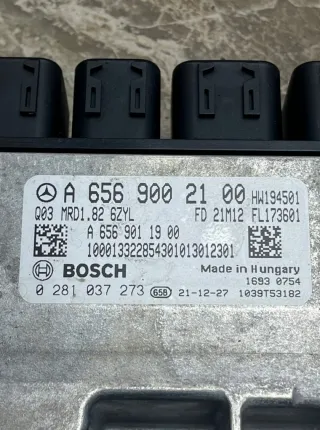 A 656 900 21 00 HW194501
Q03 MRD1.82 6ZYL FD 21M12 FL173601
A 656 901 19 00
100013322854301013012301
BOSCH Made in Hungary
1693 0754
0 281 037 273 658 21-12-27 1039T53182